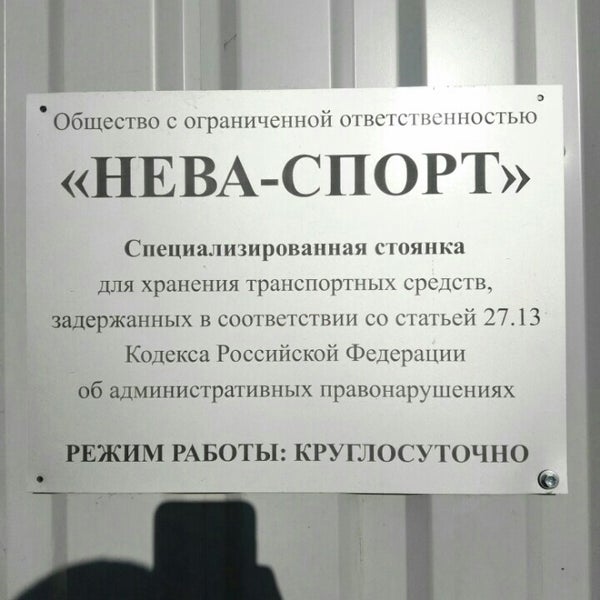 Общество с ограниченной ответственностью
«НЕВА-СПОРТ»
Специализированная стоянка
для хранения транспортных средств,
задержанных в соответствии со статьей 27.13
Кодекса Российской Федерации
об административных правонарушениях
РЕЖИМ РАБОТЫ: КРУГЛОСУТОЧНО